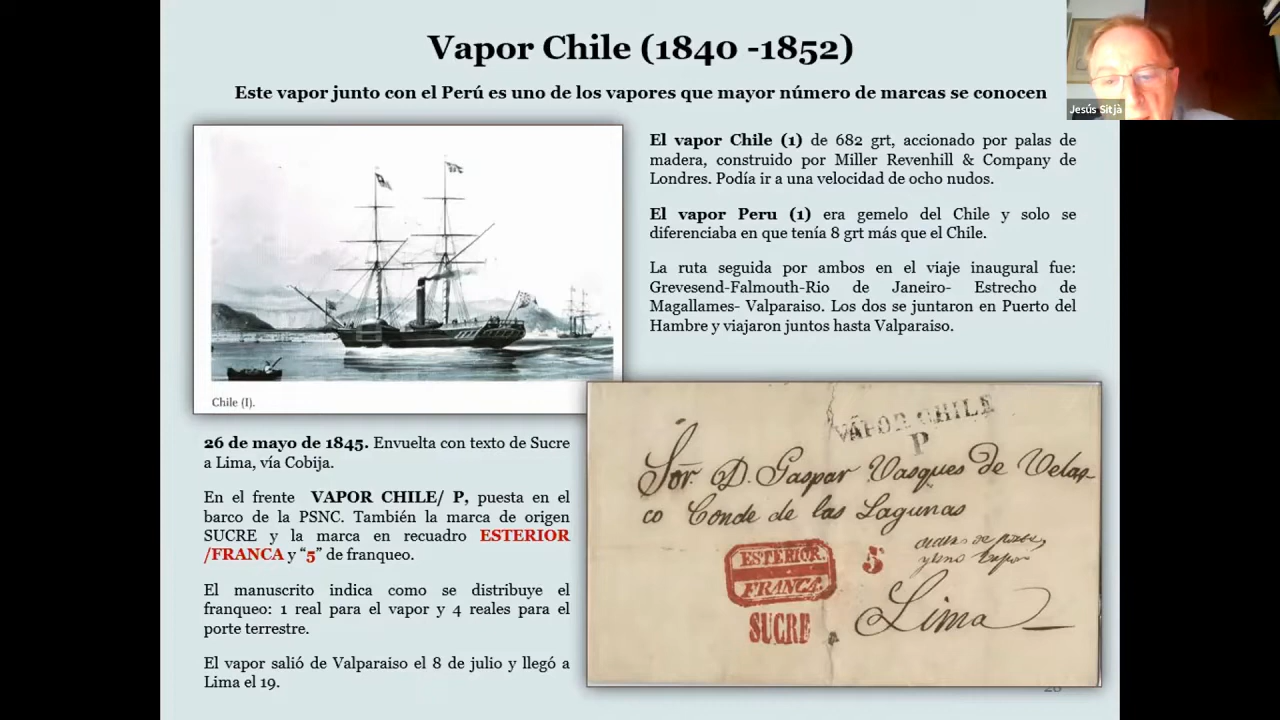 Vapor Chile (1840 -1852)
Este vapor junto con el Perú es uno de los vapores que mayor número de marcas se conocen
Jesús Sitjà
El vapor Chile (1) de 682 grt, accionado por palas de
madera, construido por Miller Revenhill & Company de
Londres. Podía ir a una velocidad de ocho nudos.
El vapor Peru (1) era gemelo del Chile y solo se
diferenciaba en que tenía 8 grt más que el Chile.
La ruta seguida por ambos en el viaje inaugural fue:
Grevesend-Falmouth-Rio de Janeiro- Estrecho de
Magallames- Valparaiso. Los dos se juntaron en Puerto del
Hambre y viajaron juntos hasta Valparaiso.
Chile (I).
26 de mayo de 1845. Envuelta con texto de Sucre
a Lima, vía Cobija.
En el frente VAPOR CHILE/ P, puesta en el
barco de la PSNC. También la marca de origen
SUCRE y la marca en recuadro ESTERIOR
/FRANCA y “5” de franqueo.
El manuscrito indica como se distribuye el
franqueo: 1 real para el vapor y 4 reales para el
porte terrestre.
El vapor salió de Valparaiso el 8 de julio y llegó a
Lima el 19.
VAPOR CHILE
P
Sor. D. Gaspar Vasques de Velas-
co Conde de las Lagunas
ESTERIOR.
FRANCA.
5
SUCRE
Lima